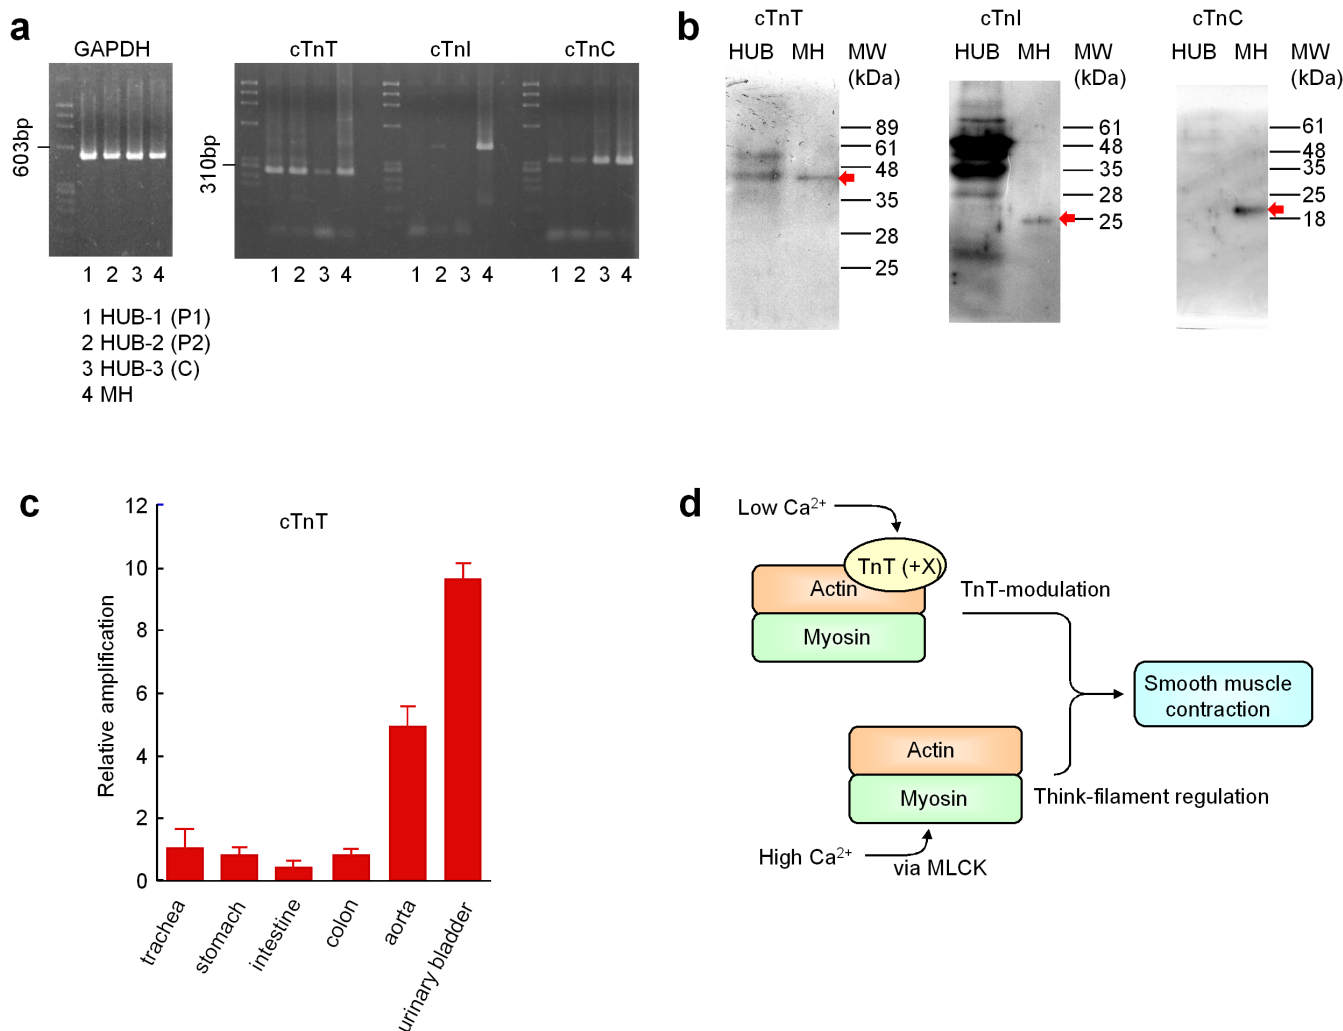 a
GAPDH
cTnT
cTnI
cTnC
603bp
310bp
1 2 3 4
1 2 3 4
1 2 3 4
1 2 3 4
1 HUB-1 (P1)
2 HUB-2 (P2)
3 HUB-3 (C)
4 MH
b
cTnT
cTnI
cTnC
HUB MH MW
(kDa)
89
61
48
35
28
25
HUB MH MW
(kDa)
61
48
35
28
25
HUB MH MW
(kDa)
61
48
35
25
18
c
cTnT
Relative amplification
12
10
8
6
4
2
0
trachea
stomach
intestine
colon
aorta
urinary bladder
d
Low Ca²⁺
TnT (+X)
Actin
Myosin
TnT-modulation
Smooth muscle
contraction
Actin
Myosin
Think-filament regulation
High Ca²⁺
via MLCK